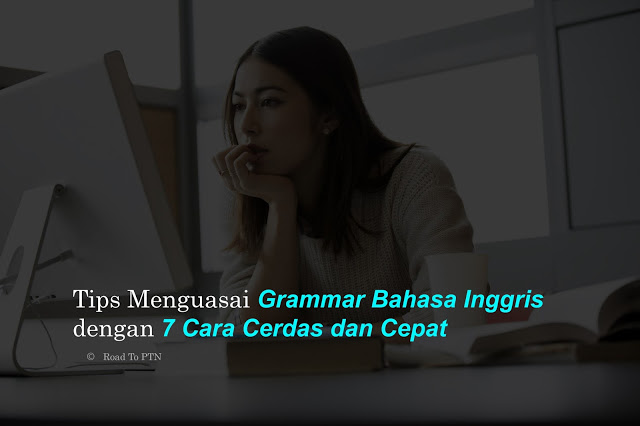 Tips Menguasai Grammar Bahasa Inggris
dengan 7 Cara Cerdas dan Cepat
© Road To PTN